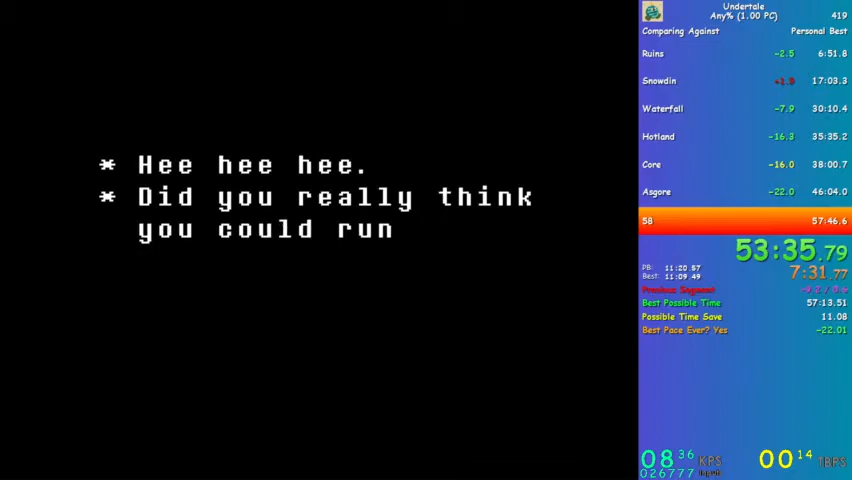 * Hee hee hee.
* Did you really think
you could run
Undertale
Any% (1.00 PC)
419
Comparing Against
Personal Best
Ruins -2.5 6:51.8
Snowdin +1.9 17:03.3
Waterfall -7.9 30:10.4
Hotland -16.3 35:35.2
Core -16.0 38:00.7
Asgore -22.0 46:04.0
58 57:46.6
53:35.79
PB: 11:20.57
Best: 11:09.49
7:31.77
Previous Segment
Best Possible Time 57:13.51
Possible Time Save 11.08
Best Pace Ever? Yes -22.01
08 36 KPS
00 14 TBPS
026777 input